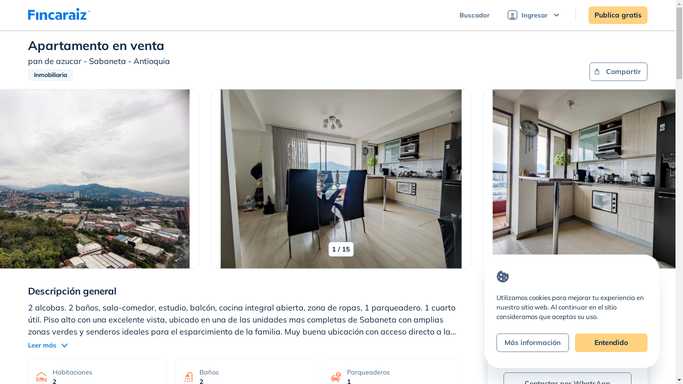 Fincaraiz
Buscador
Ingresar
Publica gratis
Apartamento en venta
pan de azucar - Sabaneta - Antioquia
Inmobiliaria
Compartir
1 / 15
Descripción general
2 alcobas. 2 baños, sala-comedor, estudio, balcón, cocina integral abierta, zona de ropas, 1 parqueadero. 1 cuarto
útil. Piso alto con una excelente vista, ubicado en una de las unidades mas completas de Sabaneta con amplias
zonas verdes y senderos ideales para el esparcimiento de la familia. Muy buena ubicación con acceso directo a la...
Leer más
Habitaciones
2
Baños
2
Parqueaderos
1
Utilizamos cookies para mejorar tu experiencia en
nuestro sitio web. Al continuar en el sitio
consideramos que aceptas su uso.
Más información
Entendido
Contactar por WhatsApp